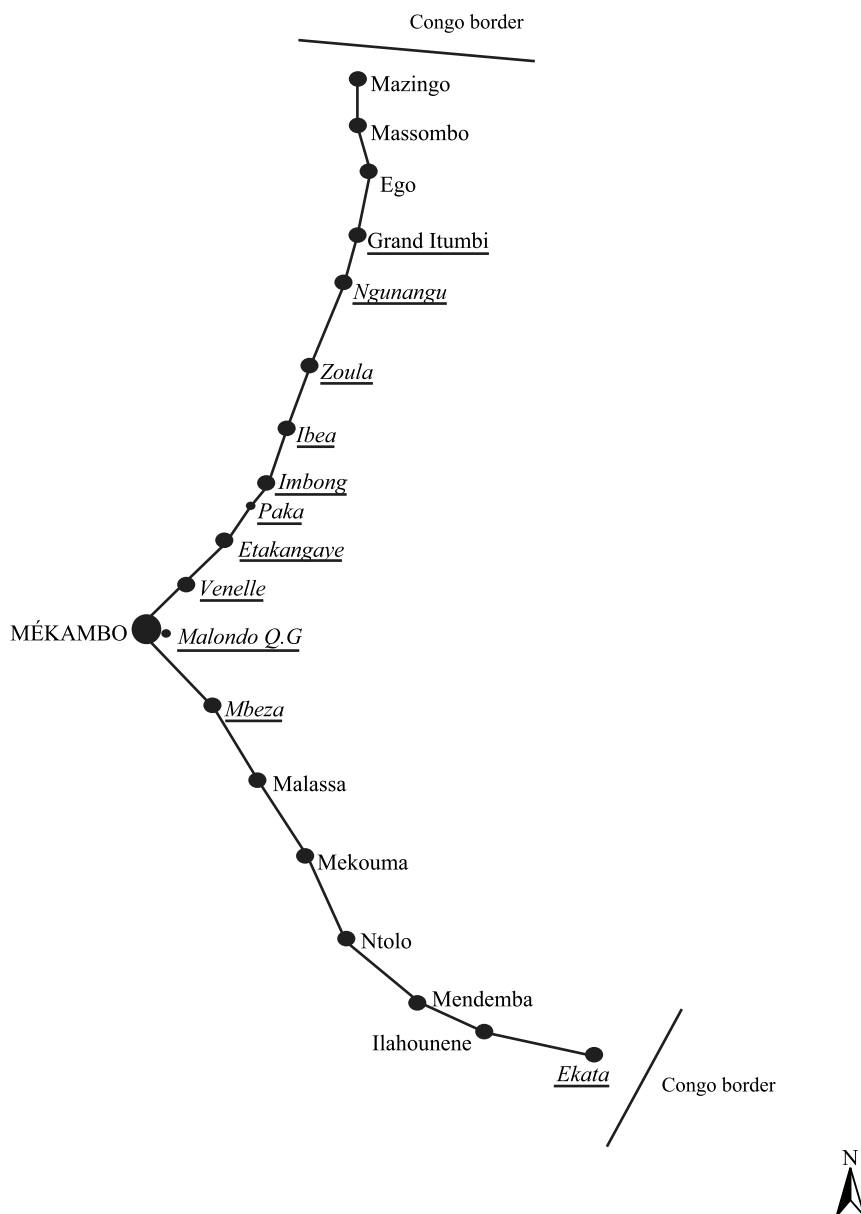 Congo border
Mazingo
Massombo
Ego
Grand Itumbi
Ngunangu
Zoula
Ibea
Imbong
Paka
Etakangaye
Venelle
MÉKAMBO
Malondo Q.G
Mbeza
Malassa
Mekouma
Ntolo
Mendemba
Ilahounene
Ekata
Congo border
N